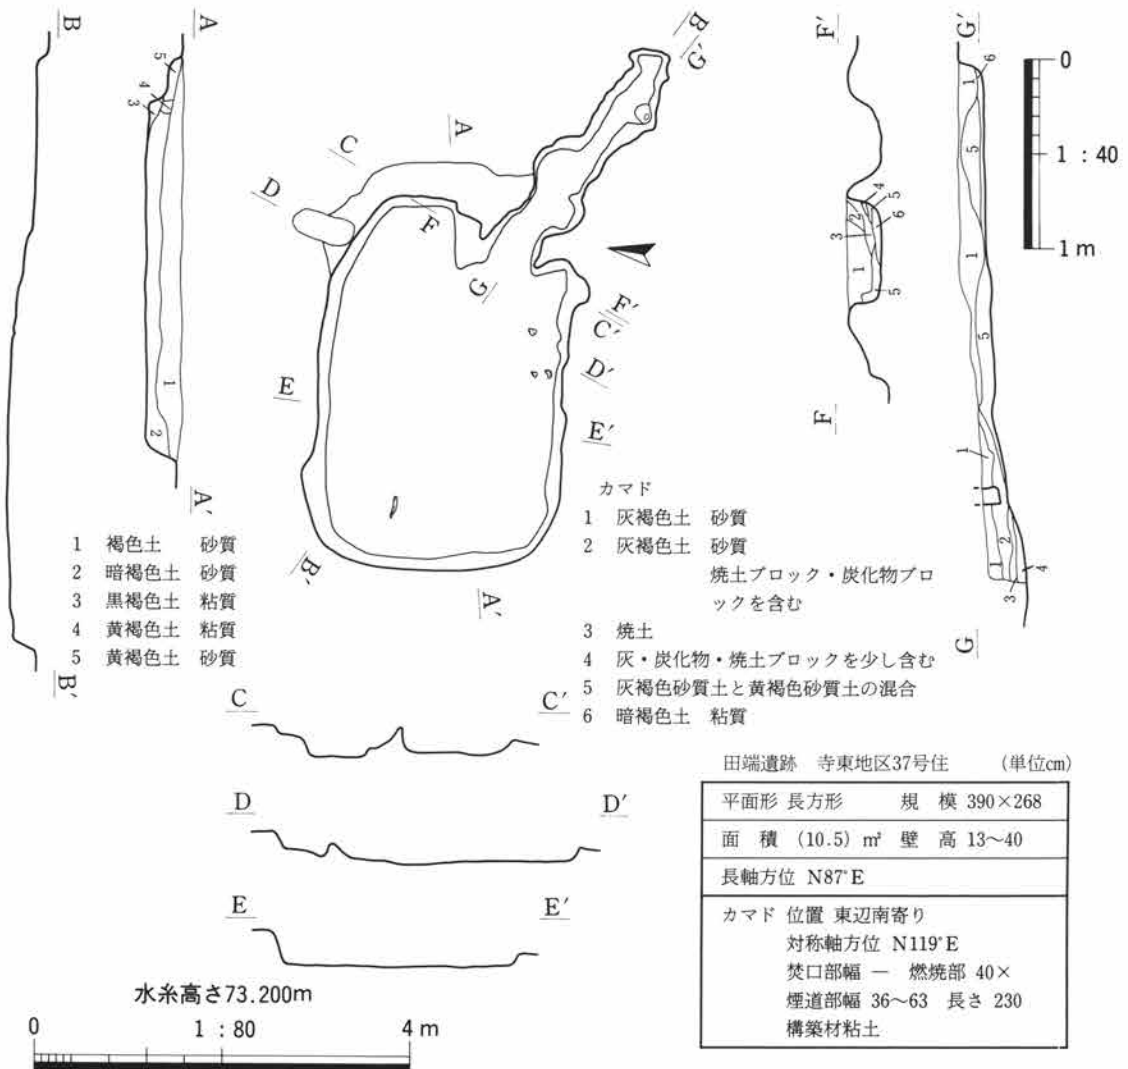 B
A
B
G'
F'
G'
0
1 : 40
1 m
5
4
3
1
2
A
C
D
F
G
F'
C'
D'
E
E'
B'
A'
4
5
6
2
3
1
5
F
6
1
5
1
5
1
2
1
4
3
G
A'
B'
1 褐色土 砂質
2 暗褐色土 砂質
3 黒褐色土 粘質
4 黄褐色土 粘質
5 黄褐色土 砂質
カマド
1 灰褐色土 砂質
2 灰褐色土 砂質
焼土ブロック・炭化物ブロ
ックを含む
3 焼土
4 灰・炭化物・焼土ブロックを少し含む
5 灰褐色砂質土と黄褐色砂質土の混合
6 暗褐色土 粘質
C C'
D D'
E E'
水糸高さ73.200m
0 1 : 80 4 m
田端遺跡 寺東地区37号住 (単位cm)
平面形 長方形 規 模 390×268
面 積 (10.5) ㎡ 壁 高 13〜40
長軸方位 N87°E
カマド 位置 東辺南寄り
対称軸方位 N119°E
焚口部幅 — 燃焼部 40×
煙道部幅 36〜63 長さ 230
構築材粘土